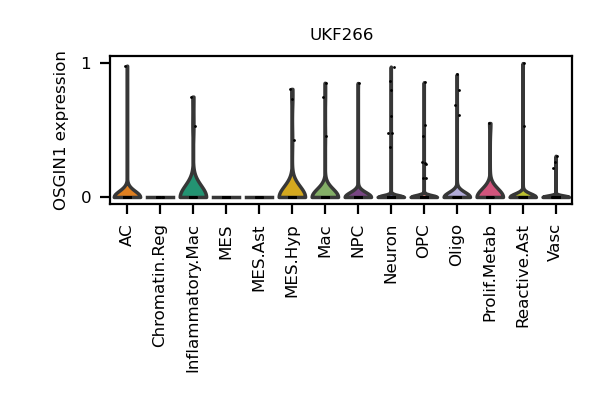 UKF266
OSGIN1 expression
1
0
AC
Chromatin.Reg
Inflammatory.Mac
MES
MES.Ast
MES.Hyp
Mac
NPC
Neuron
OPC
Oligo
Prolif.Metab
Reactive.Ast
Vasc